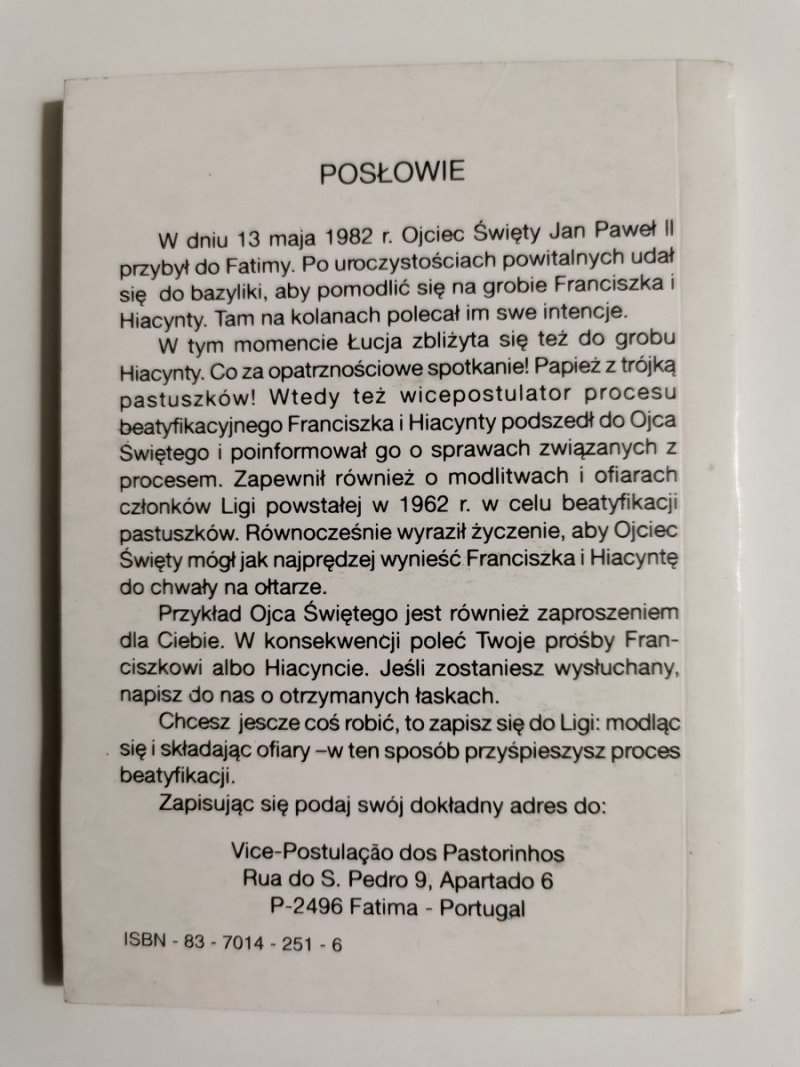 POSŁOWIE
W dniu 13 maja 1982 r. Ojciec Święty Jan Paweł II
przybył do Fatimy. Po uroczystościach powitalnych udał
się do bazyliki, aby pomodlić się na grobie Franciszka i
Hiacynty. Tam na kolanach polecał im swe intencje.
W tym momencie Łucja zbliżyta się też do grobu
Hiacynty. Co za opatrznościowe spotkanie! Papież z trójką
pastuszków! Wtedy też wicepostulator procesu
beatyfikacyjnego Franciszka i Hiacynty podszedł do Ojca
Świętego i poinformował go o sprawach związanych z
procesem. Zapewnił również o modlitwach i ofiarach
członków Ligi powstałej w 1962 r. w celu beatyfikacji
pastuszków. Równocześnie wyraził życzenie, aby Ojciec
Święty mógł jak najprędzej wynieść Franciszka i Hiacyntę
do chwały na ołtarze.
Przykład Ojca Świętego jest również zaproszeniem
dla Ciebie. W konsekwencji poleć Twoje prośby Fran-
ciszkowi albo Hiacyncie. Jeśli zostaniesz wysłuchany,
napisz do nas o otrzymanych łaskach.
Chcesz jescze coś robić, to zapisz się do Ligi: modląc
się i składając ofiary –w ten sposób przyśpieszysz proces
beatyfikacji.
Zapisując się podaj swój dokładny adres do:
Vice-Postulação dos Pastorinhos
Rua do S. Pedro 9, Apartado 6
P-2496 Fatima - Portugal
ISBN - 83 - 7014 - 251 - 6